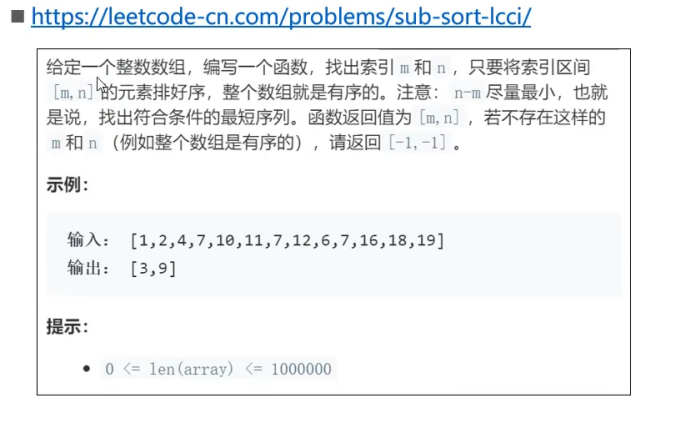 https://leetcode-cn.com/problems/sub-sort-lcci/
给定一个整数数组，编写一个函数，找出索引 m 和 n ，只要将索引区间
[m,n] 的元素排好序，整个数组就是有序的。注意： n-m 尽量最小，也就
是说，找出符合条件的最短序列。函数返回值为 [m,n] ，若不存在这样的
m 和 n （例如整个数组是有序的），请返回 [-1,-1] 。
示例：
输入： [1,2,4,7,10,11,7,12,6,7,16,18,19]
输出： [3,9]
提示：
0 <= len(array) <= 1000000